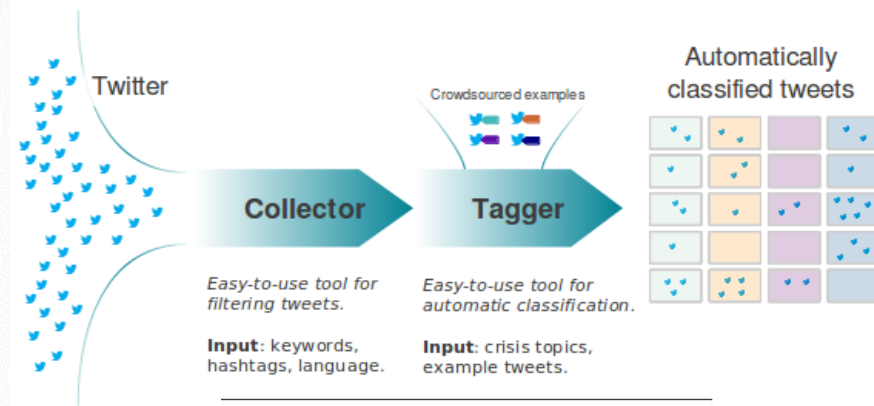 Twitter
Crowdsourced examples
Automatically
classified tweets
Collector
Tagger
Easy-to-use tool for
filtering tweets.
Input: keywords,
hashtags, language.
Easy-to-use tool for
automatic classification.
Input: crisis topics,
example tweets.